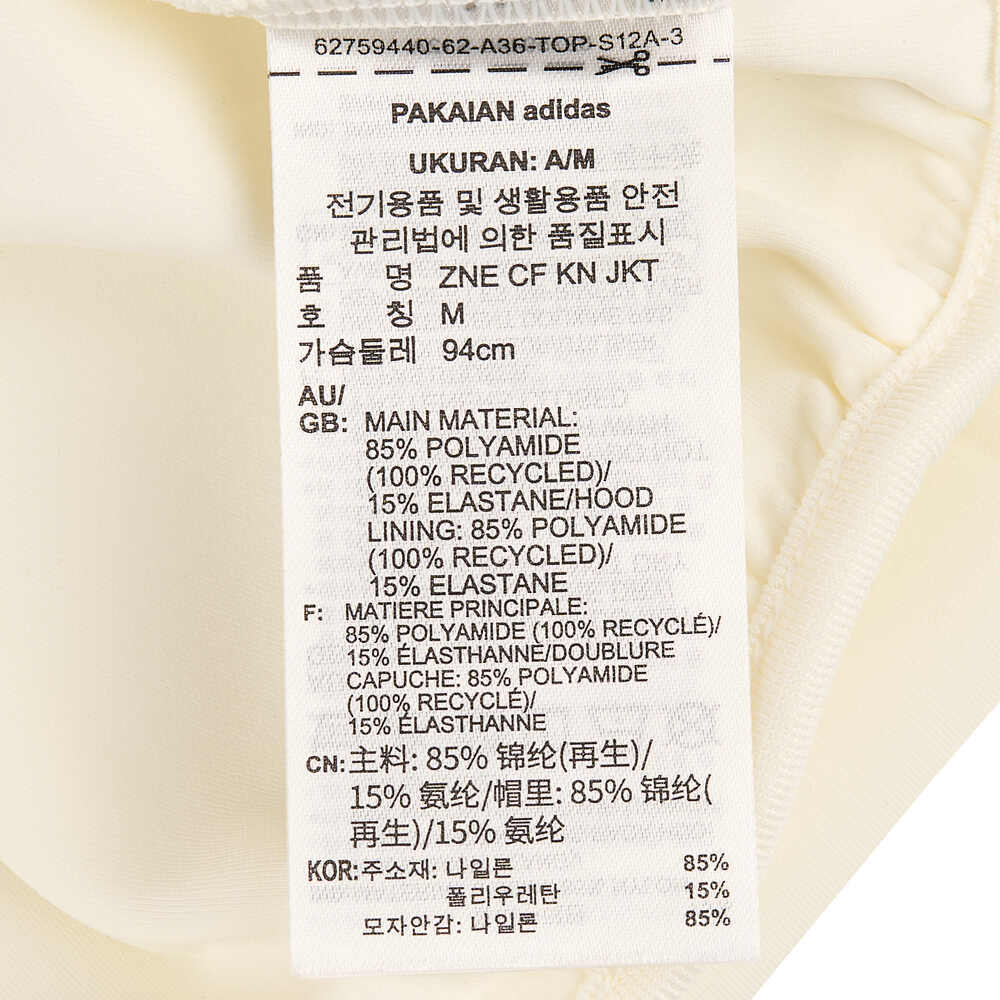 62759440-62-A36-TOP-S12A-3
PAKAIAN adidas
UKURAN: A/M
전기용품 및 생활용품 안전
관리법에 의한 품질표시
품 명 ZNE CF KN JKT
호 칭 M
가슴둘레 94cm
AU/
GB: MAIN MATERIAL:
85% POLYAMIDE
(100% RECYCLED)/
15% ELASTANE/HOOD
LINING: 85% POLYAMIDE
(100% RECYCLED)/
15% ELASTANE
F: MATIERE PRINCIPALE:
85% POLYAMIDE (100% RECYCLÉ)/
15% ÉLASTHANNE/DOUBLURE
CAPUCHE: 85% POLYAMIDE
(100% RECYCLÉ)/
15% ÉLASTHANNE
CN: 主料: 85% 锦纶(再生)/
15% 氨纶/帽里: 85% 锦纶(
再生)/15% 氨纶
KOR: 주소재: 나일론 85%
폴리우레탄 15%
모자안감: 나일론 85%